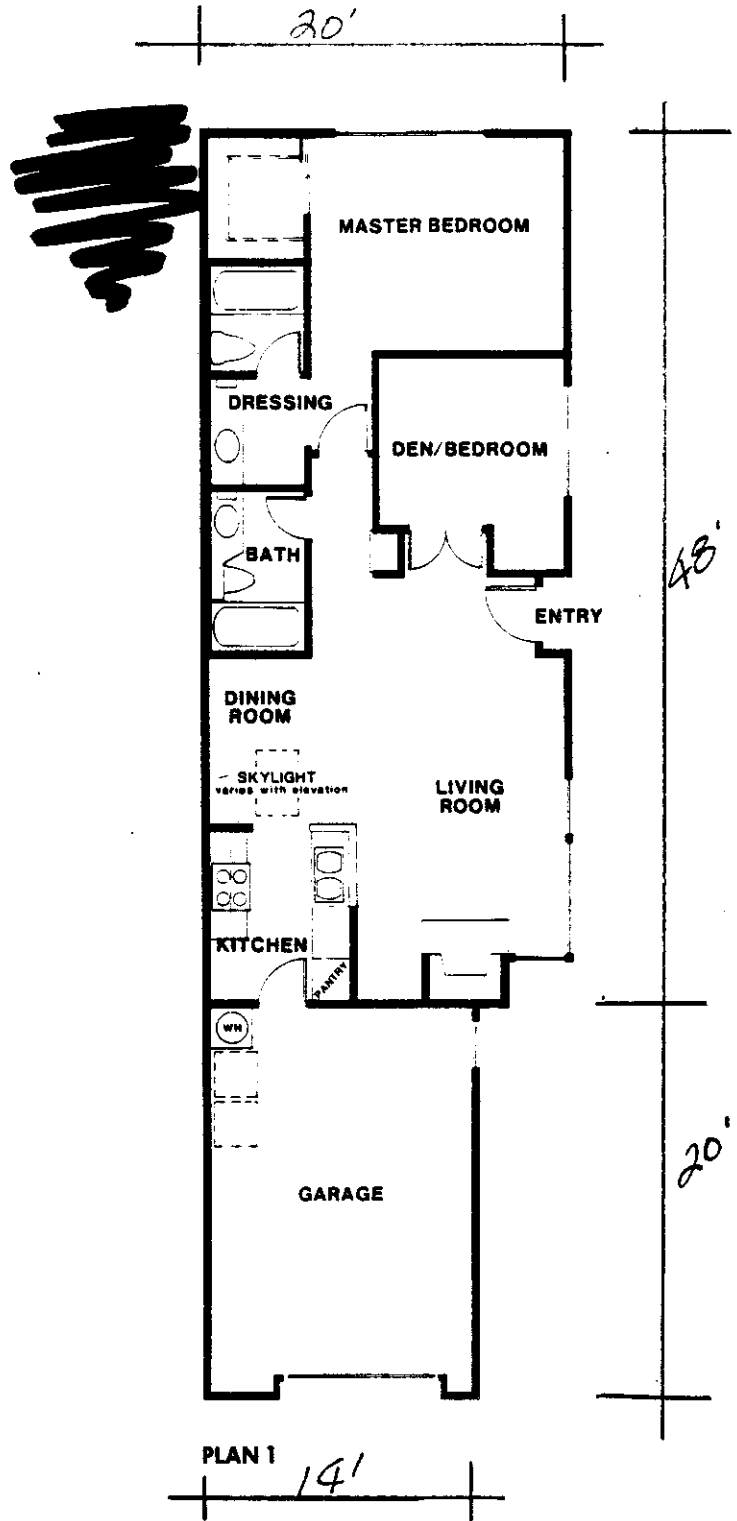 20'
MASTER BEDROOM
DRESSING
DEN/BEDROOM
48'
BATH
ENTRY
DINING
ROOM
SKYLIGHT
varies with elevation
LIVING
ROOM
KITCHEN
PANTRY
WH
20'
GARAGE
PLAN 1
14'